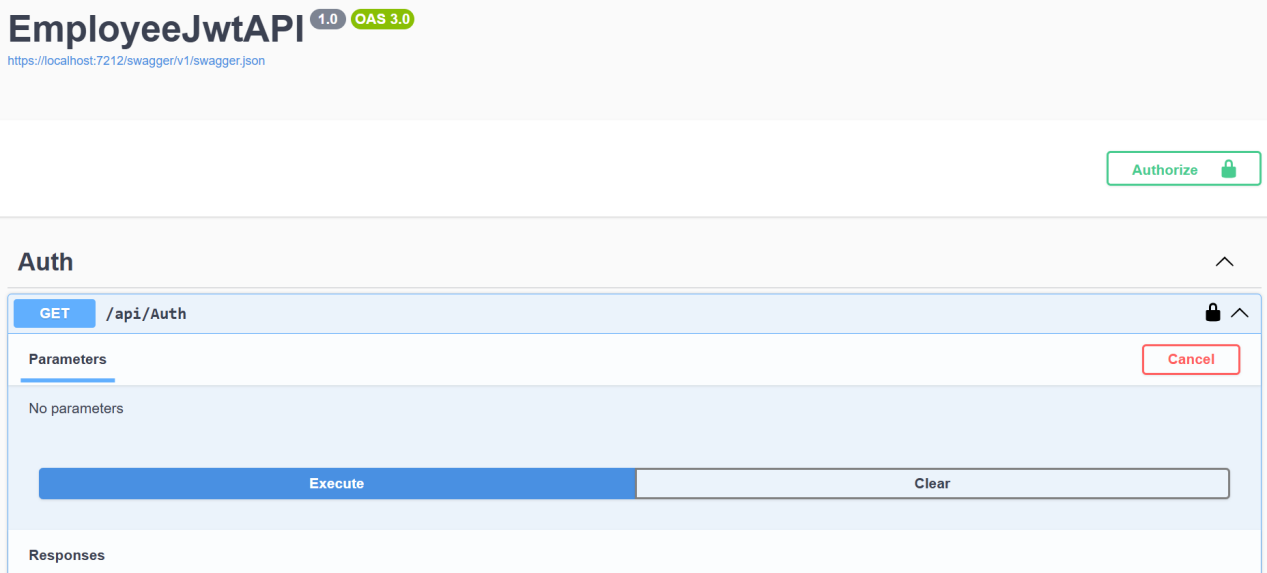 EmployeeJwtAPI 1.0 OAS 3.0
https://localhost:7212/swagger/v1/swagger.json
Authorize
Auth
GET /api/Auth
Parameters Cancel
No parameters
Execute Clear
Responses